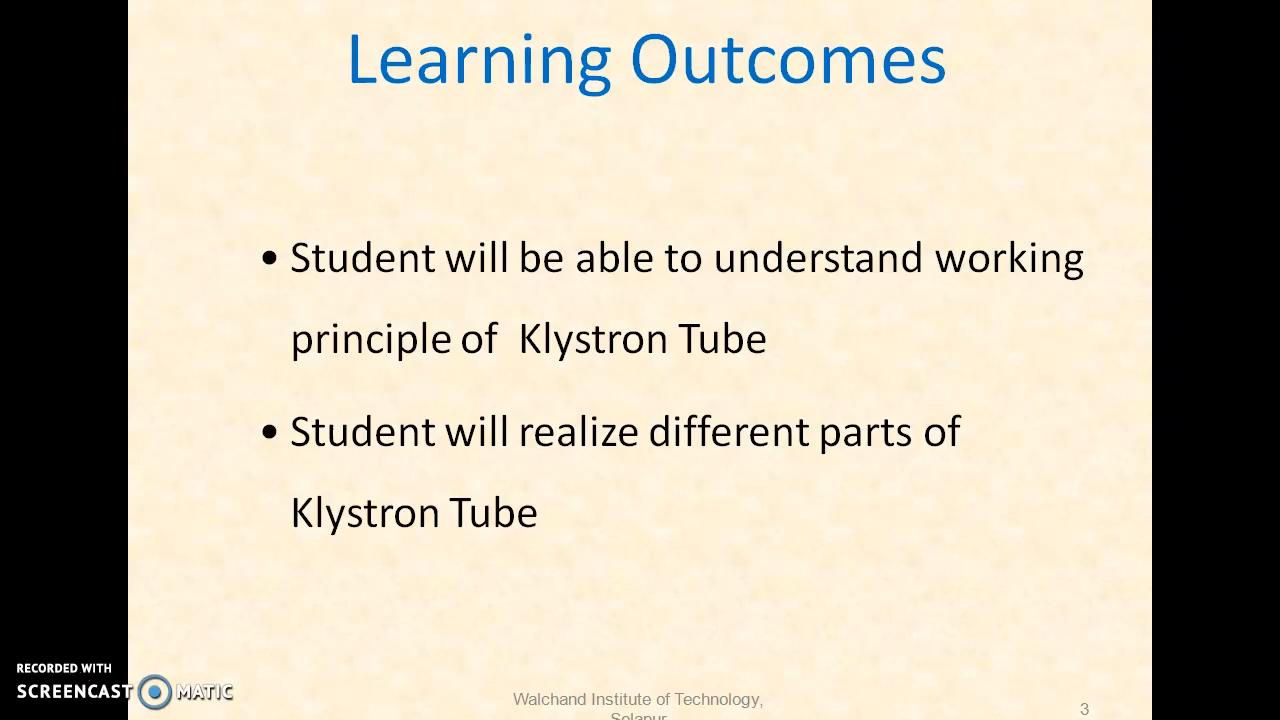 Learning Outcomes
• Student will be able to understand working
principle of Klystron Tube
• Student will realize different parts of
Klystron Tube
RECORDED WITH
SCREENCAST MATIC
Walchand Institute of Technology,
Solapur
3